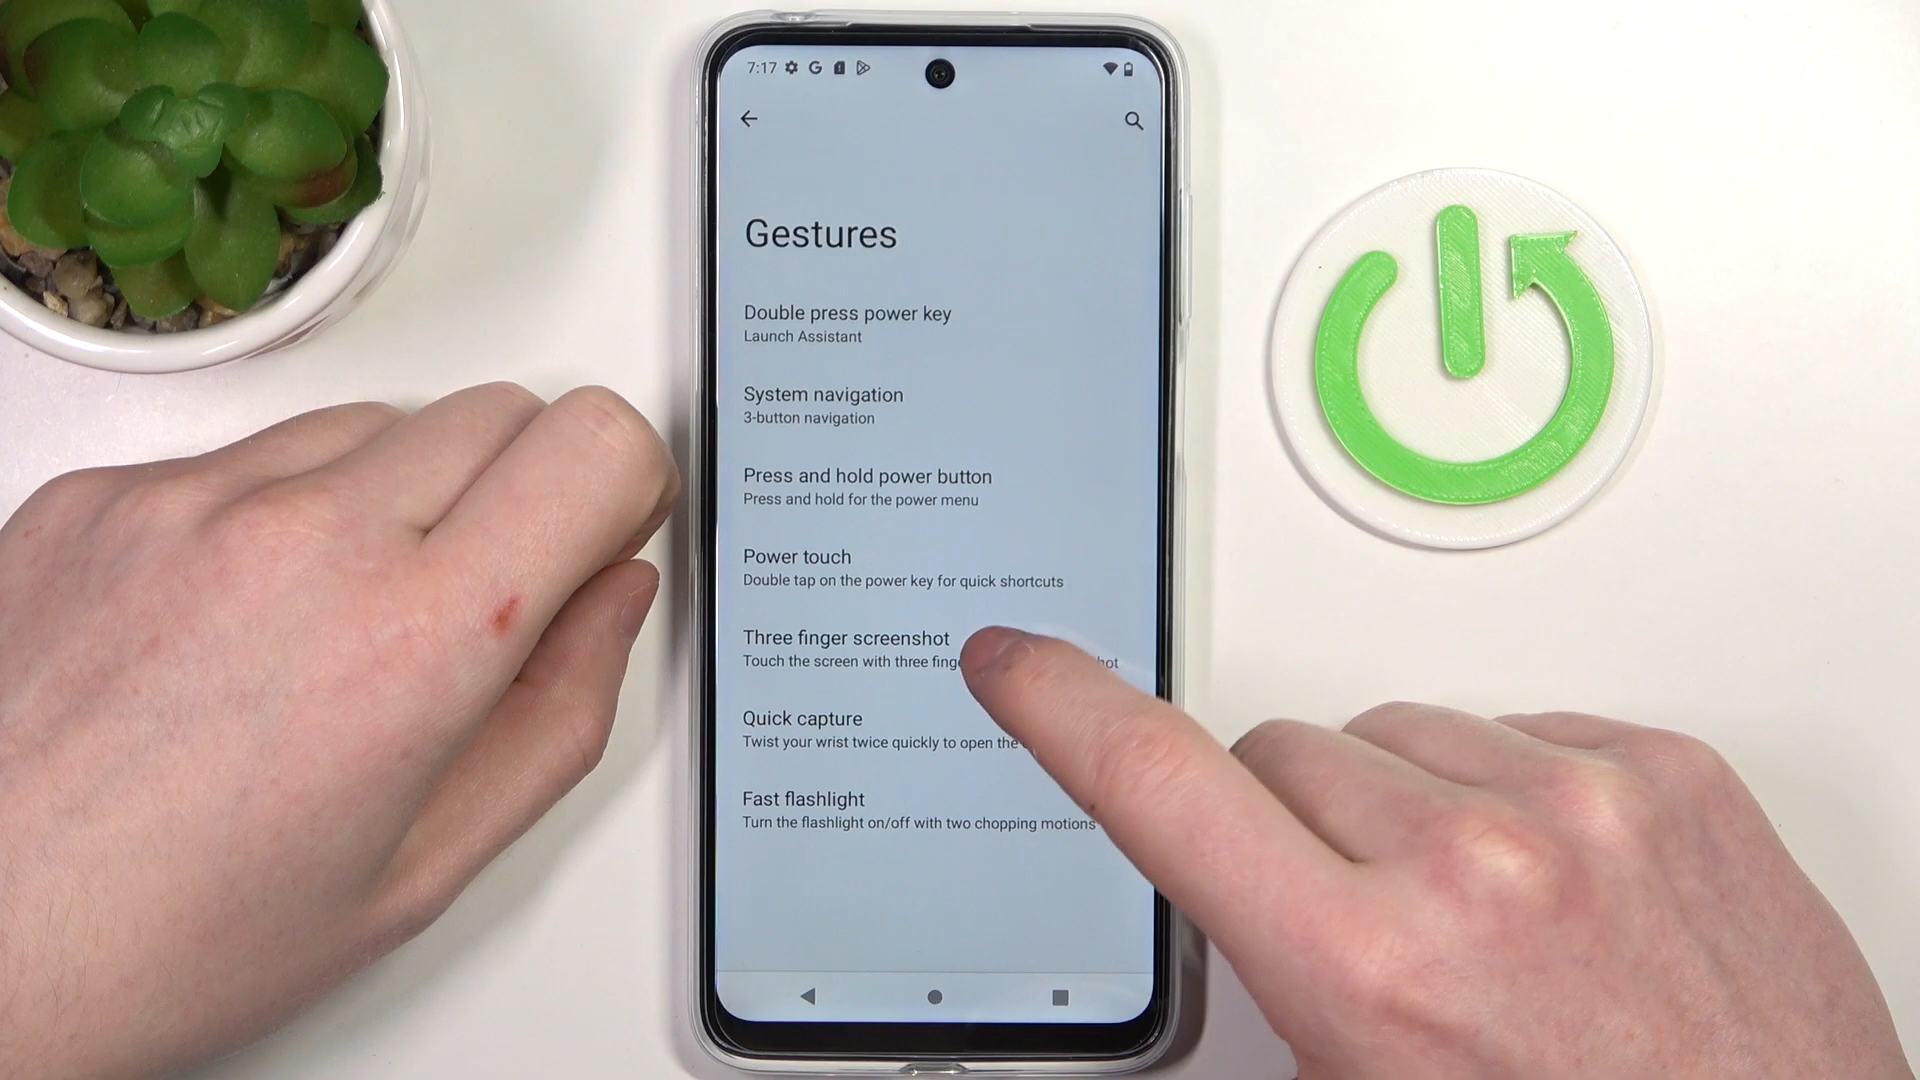 7:17
Gestures
Double press power key
Launch Assistant
System navigation
3-button navigation
Press and hold power button
Press and hold for the power menu
Power touch
Double tap on the power key for quick shortcuts
Three finger screenshot
Touch the screen with three
Quick capture
Twist your wrist twice quickly to open the
Fast flashlight
Turn the flashlight on/off with two chopping motions